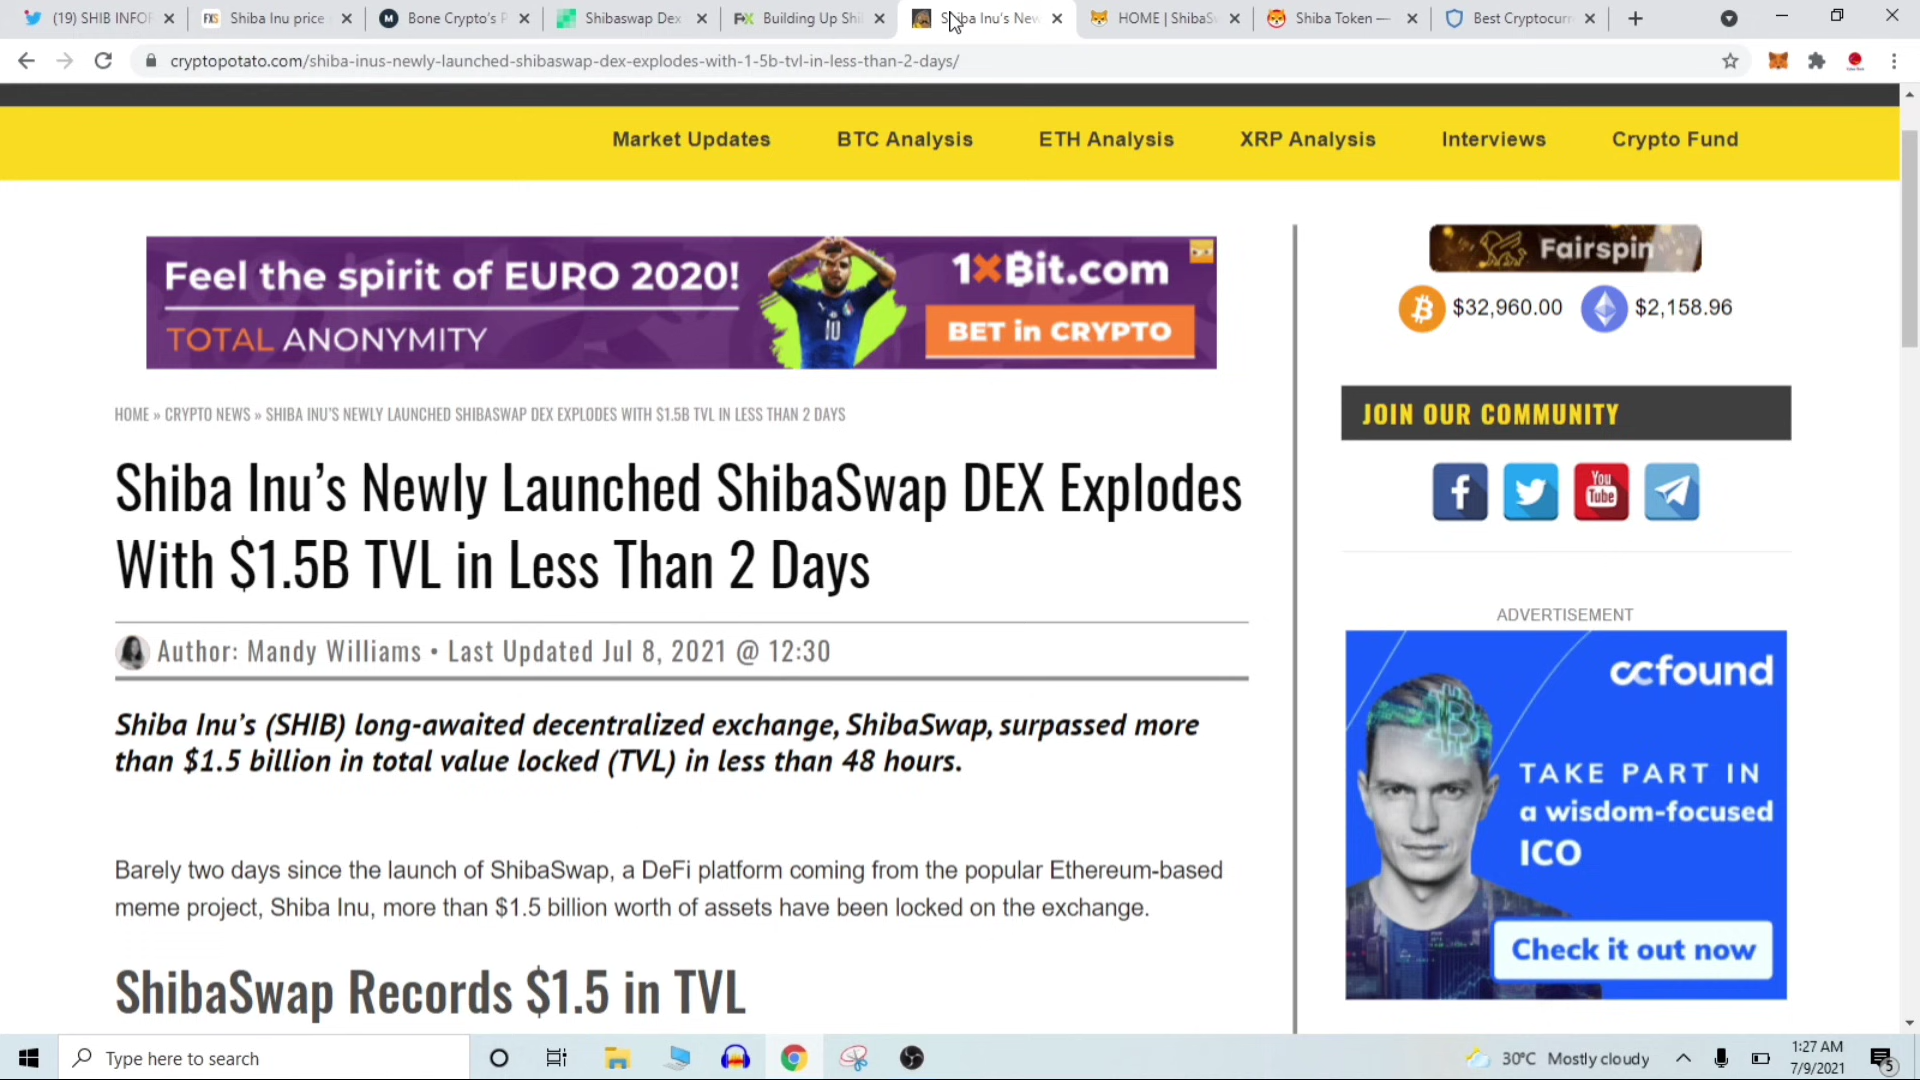 (19) SHIB INFOR
FXS Shiba Inu price
M Bone Crypto's P
Shibaswap Dex
FX Building Up Shi
Shiba Inu's New
HOME | ShibaS
Shiba Token —
Best Cryptocurr
cryptopotato.com/shiba-inus-newly-launched-shibaswap-dex-explodes-with-1-5b-tvl-in-less-than-2-days/
Market Updates BTC Analysis ETH Analysis XRP Analysis Interviews Crypto Fund
Feel the spirit of EURO 2020!
TOTAL ANONYMITY
10
1XBit.com
BET in CRYPTO
Fairspin
$32,960.00 $2,158.96
HOME » CRYPTO NEWS » SHIBA INU'S NEWLY LAUNCHED SHIBASWAP DEX EXPLODES WITH $1.5B TVL IN LESS THAN 2 DAYS
JOIN OUR COMMUNITY
You Tube
Shiba Inu's Newly Launched ShibaSwap DEX Explodes
With $1.5B TVL in Less Than 2 Days
Author: Mandy Williams • Last Updated Jul 8, 2021 @ 12:30
ADVERTISEMENT
ccfound
TAKE PART IN
a wisdom-focused
ICO
Check it out now
Shiba Inu's (SHIB) long-awaited decentralized exchange, ShibaSwap, surpassed more
than $1.5 billion in total value locked (TVL) in less than 48 hours.
Barely two days since the launch of ShibaSwap, a DeFi platform coming from the popular Ethereum-based
meme project, Shiba Inu, more than $1.5 billion worth of assets have been locked on the exchange.
ShibaSwap Records $1.5 in TVL
Type here to search
30°C Mostly cloudy
1:27 AM
7/9/2021
5